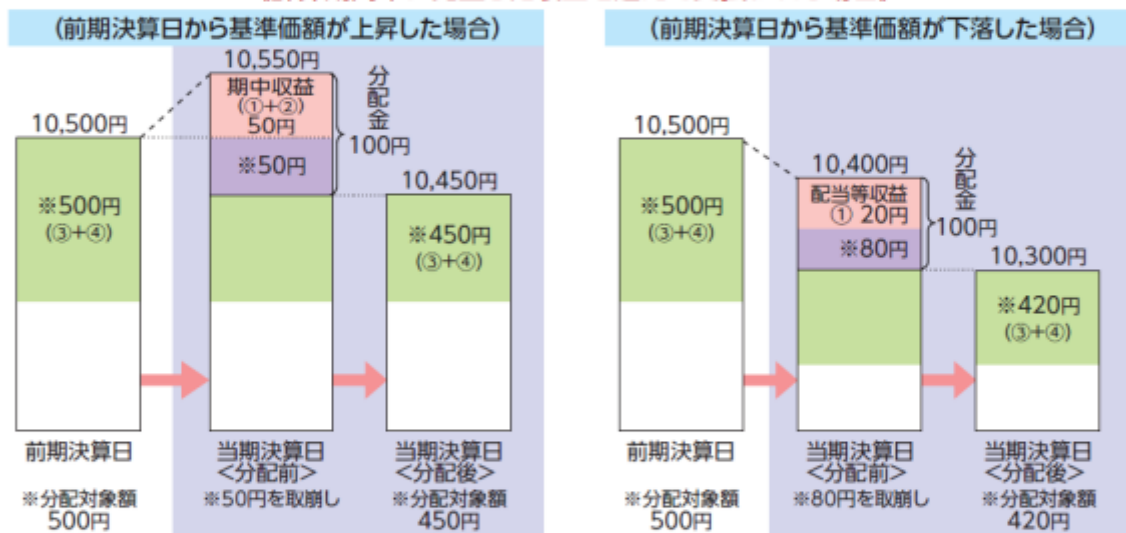 (前期決算日から基準価額が上昇した場合)
10,550円
期中収益
(①+②)
50円
分配金
100円
10,500円
※50円
10,450円
※500円
(③+④)
※450円
(③+④)
前期決算日
当期決算日
<分配前>
当期決算日
<分配後>
※分配対象額
500円
※50円を取崩し
※分配対象額
450円
(前期決算日から基準価額が下落した場合)
10,500円
10,400円
配当等収益
① 20円
分配金
100円
※80円
10,300円
※500円
(③+④)
※420円
(③+④)
前期決算日
当期決算日
<分配前>
当期決算日
<分配後>
※分配対象額
500円
※80円を取崩し
※分配対象額
420円